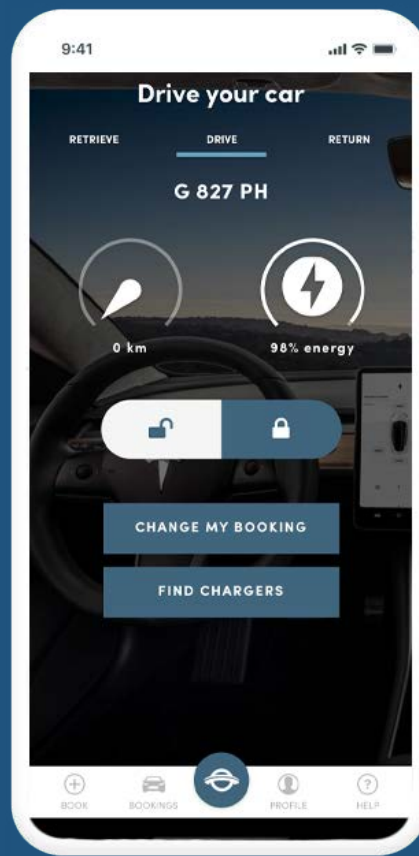 9:41
Drive your car
RETRIEVE DRIVE RETURN
G 827 PH
0 km 98% energy
CHANGE MY BOOKING
FIND CHARGERS
BOOK BOOKINGS PROFILE HELP